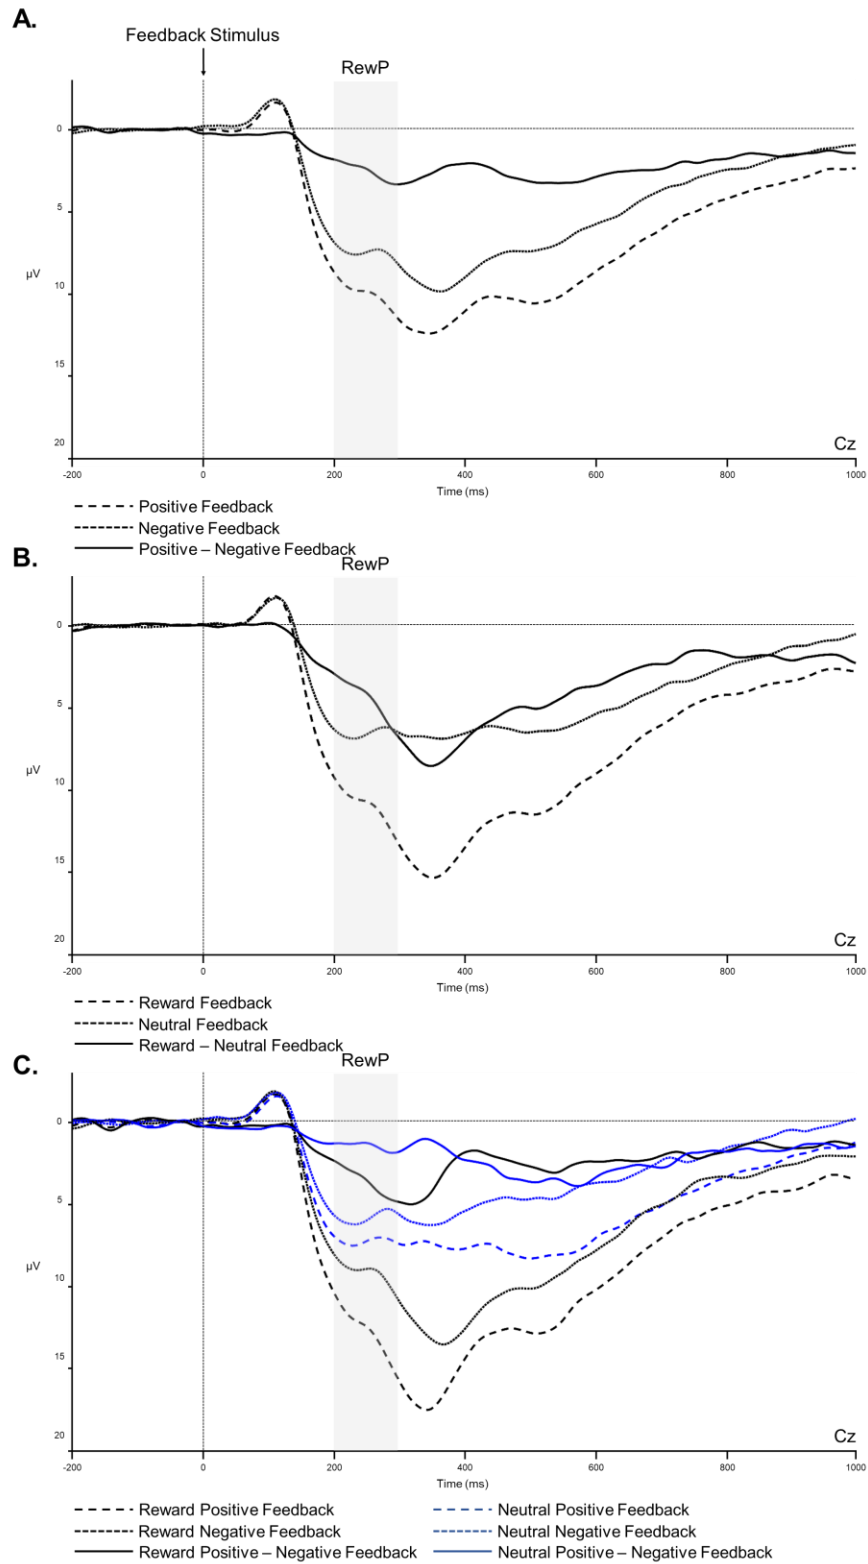 A.
Feedback Stimulus
RewP
0
5
µV
10
15
20
Cz
-200 0 200 400 600 800 1000
Time (ms)
Positive Feedback
Negative Feedback
Positive – Negative Feedback
B.
RewP
0
5
µV
10
15
20
Cz
-200 0 200 400 600 800 1000
Time (ms)
Reward Feedback
Neutral Feedback
Reward – Neutral Feedback
C.
RewP
0
5
µV
10
15
20
Cz
-200 0 200 400 600 800 1000
Time (ms)
Reward Positive Feedback Neutral Positive Feedback
Reward Negative Feedback Neutral Negative Feedback
Reward Positive – Negative Feedback Neutral Positive – Negative Feedback